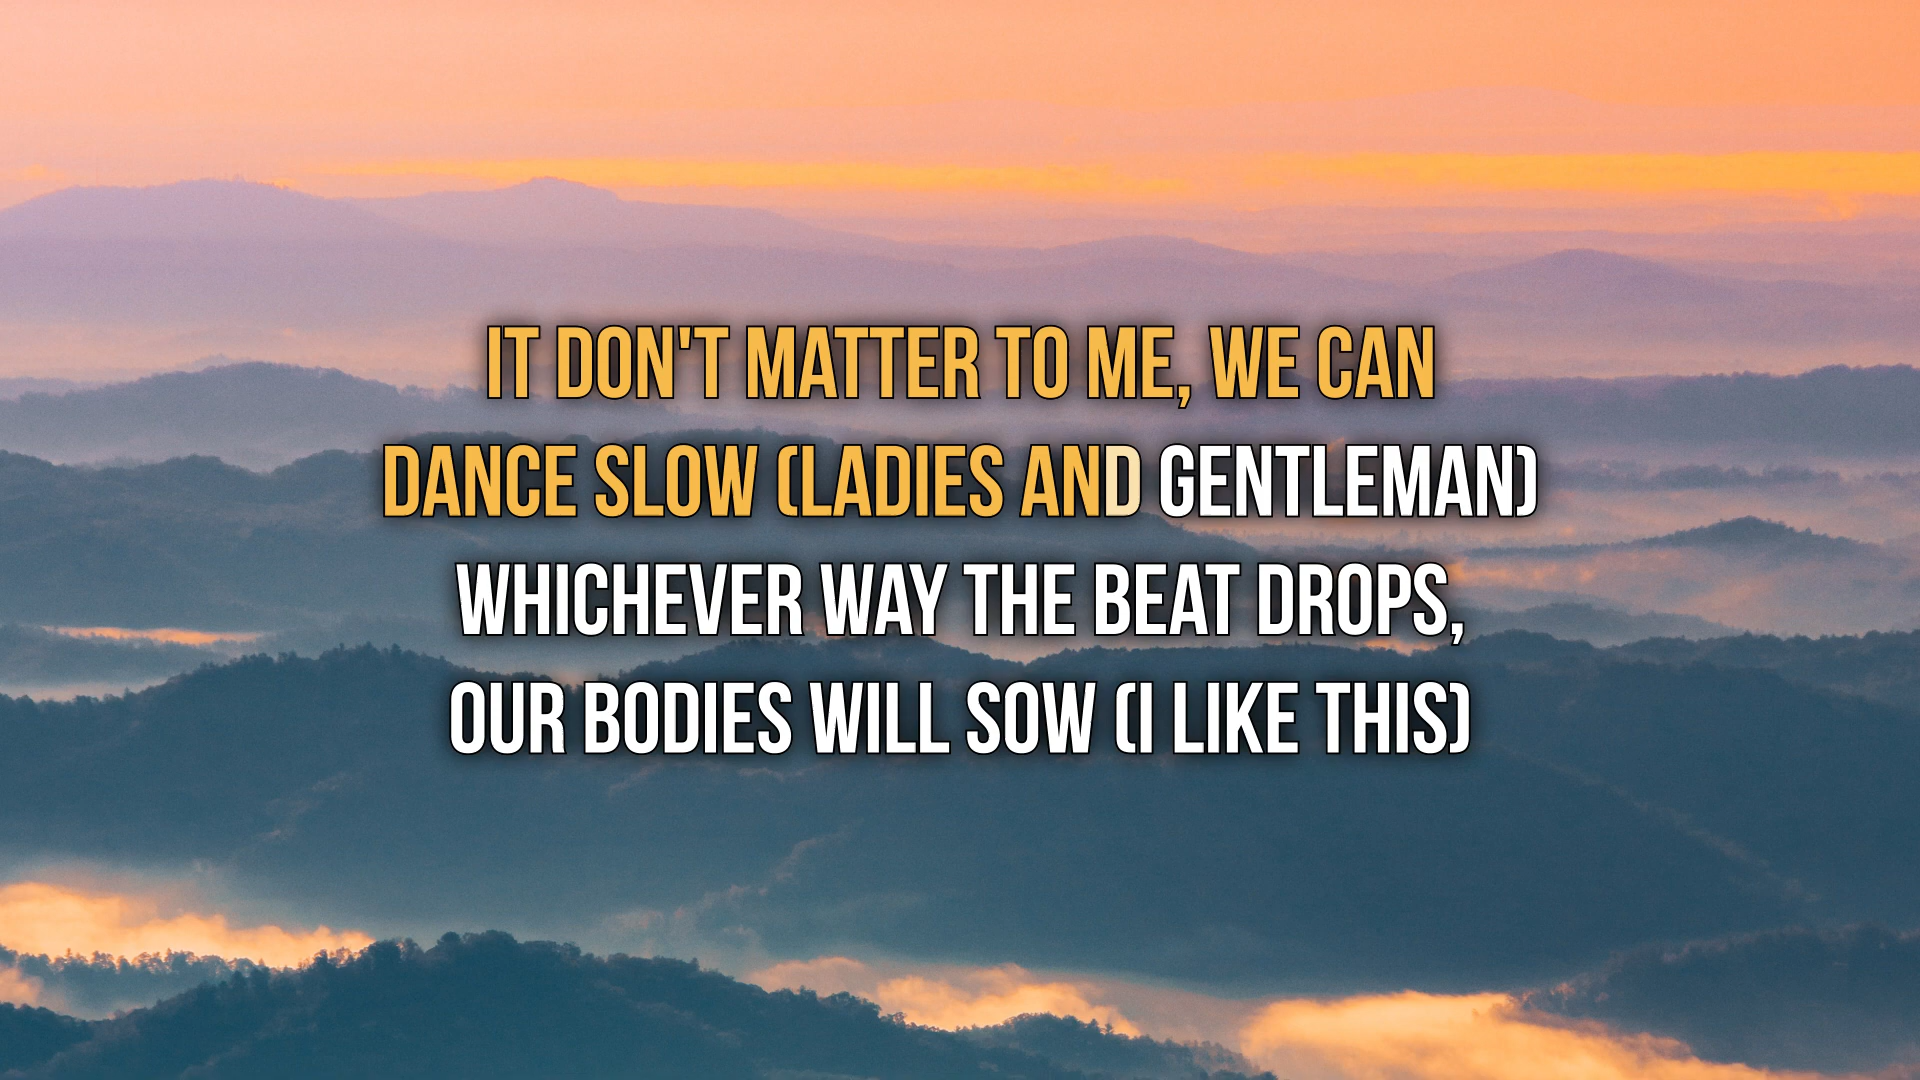 IT DON'T MATTER TO ME, WE CAN
DANCE SLOW (LADIES AND GENTLEMAN)
WHICHEVER WAY THE BEAT DROPS,
OUR BODIES WILL SOW (I LIKE THIS)